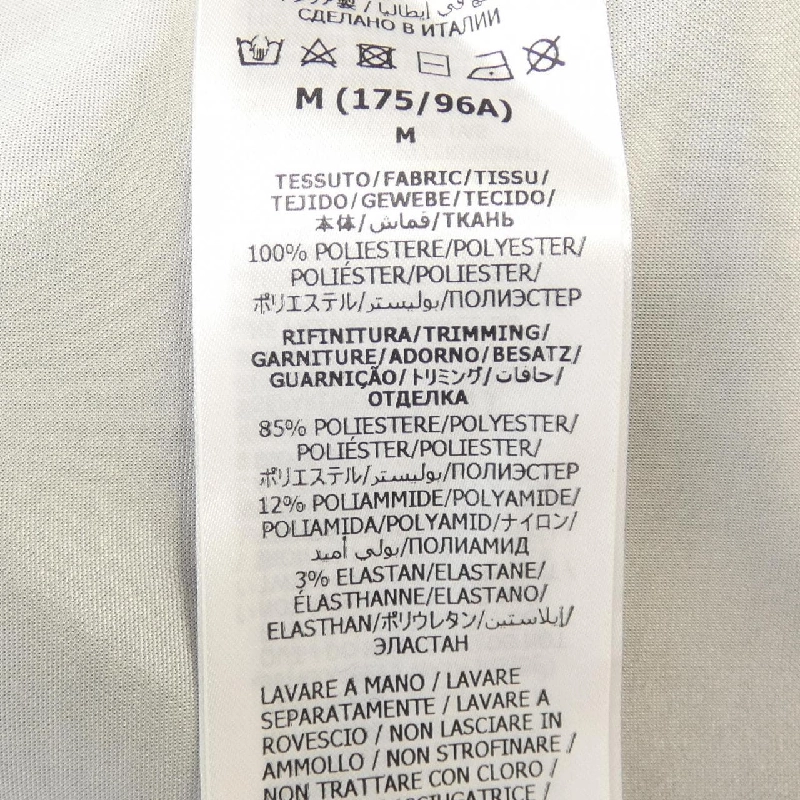 في إيطاليا /
СДЕЛАНО В ИТАЛИИ
M (175/96A)
M
TESSUTO/FABRIC/TISSU/
TEJIDO/GEWEBE/TECIDO/
本体/قماش/ТКАНЬ
100% POLIESTERE/POLYESTER/
POLIÉSTER/POLIESTER/
ポリエステル/بوليستر/ПОЛИЭСТЕР
RIFINITURA/TRIMMING/
GARNITURE/ADORNO/BESATZ/
GUARNIÇÃO/トリミング/حافات/
ОТДЕЛКА
85% POLIESTERE/POLYESTER/
POLIÉSTER/POLIESTER/
ポリエステル/بوليستر/ПОЛИЭСТЕР
12% POLIAMMIDE/POLYAMIDE/
POLIAMIDA/POLYAMID/ナイロン/
بولي أميد/ПОЛИАМИД
3% ELASTAN/ELASTANE/
ÉLASTHANNE/ELASTANO/
ELASTHAN/ポリウレタン/إيلاستين/
ЭЛАСТАН
LAVARE A MANO / LAVARE
SEPARATAMENTE / LAVARE A
ROVESCIO / NON LASCIARE IN
AMMOLLO / NON STROFINARE /
NON TRATTARE CON CLORO /